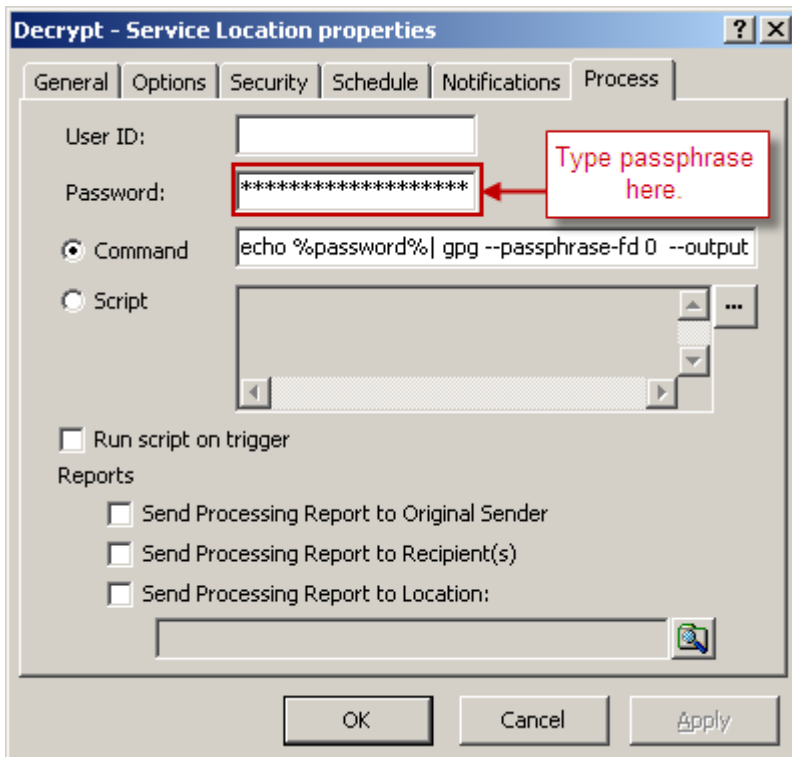 Decrypt - Service Location properties
General Options Security Schedule Notifications Process
User ID:
Type passphrase
here.
Password: *******************
Command echo %password%| gpg --passphrase-fd 0  --output
Script ...
Run script on trigger
Reports
Send Processing Report to Original Sender
Send Processing Report to Recipient(s)
Send Processing Report to Location:
OK Cancel Apply